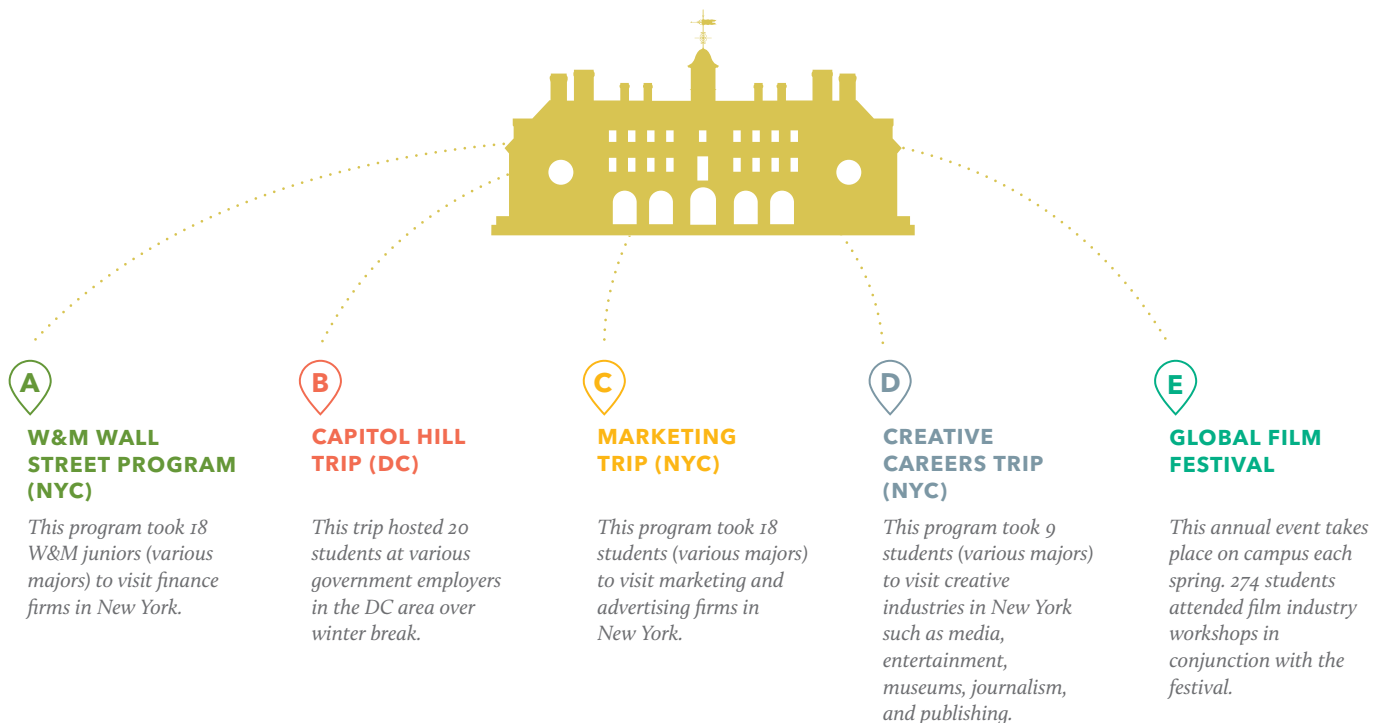 A
W&M WALL
STREET PROGRAM
(NYC)
This program took 18
W&M juniors (various
majors) to visit finance
firms in New York.
B
CAPITOL HILL
TRIP (DC)
This trip hosted 20
students at various
government employers
in the DC area over
winter break.
C
MARKETING
TRIP (NYC)
This program took 18
students (various majors)
to visit marketing and
advertising firms in
New York.
D
CREATIVE
CAREERS TRIP
(NYC)
This program took 9
students (various majors)
to visit creative
industries in New York
such as media,
entertainment,
museums, journalism,
and publishing.
E
GLOBAL FILM
FESTIVAL
This annual event takes
place on campus each
spring. 274 students
attended film industry
workshops in
conjunction with the
festival.